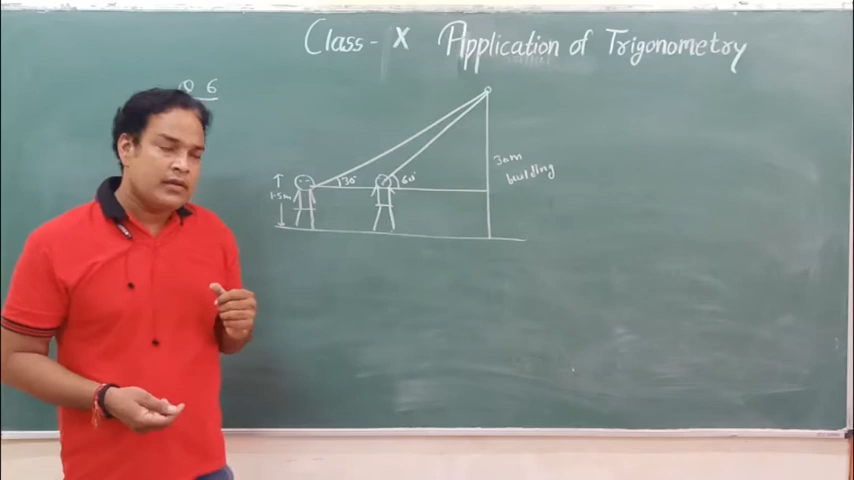 Class - X Application of Trigonometry
Q 6
30m
building
1.5m
30°
60°